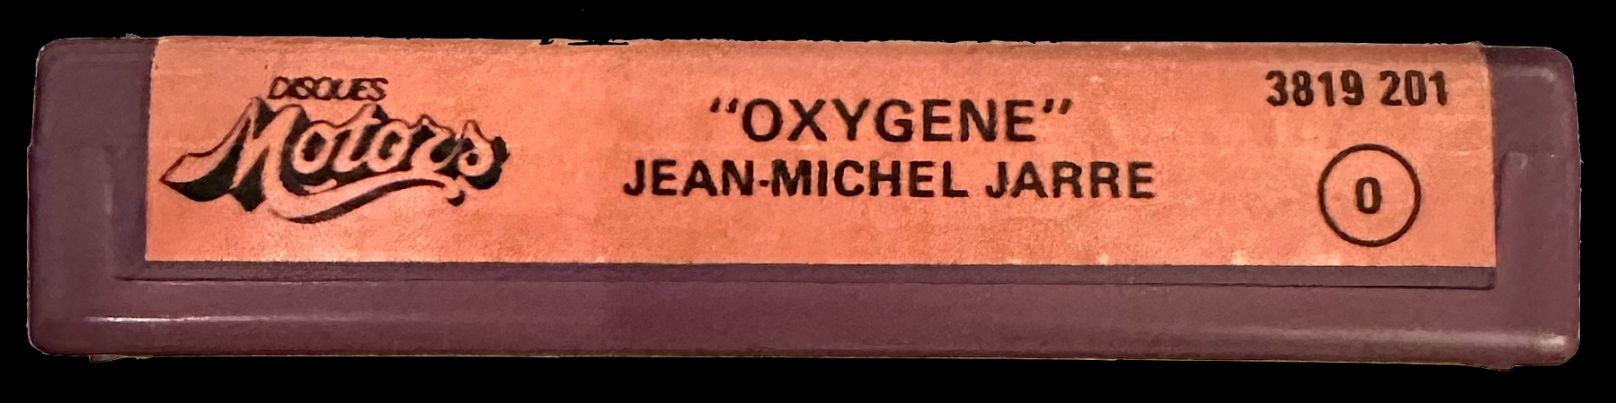 DISQUES
Motors
"OXYGENE"
JEAN-MICHEL JARRE
3819 201
0